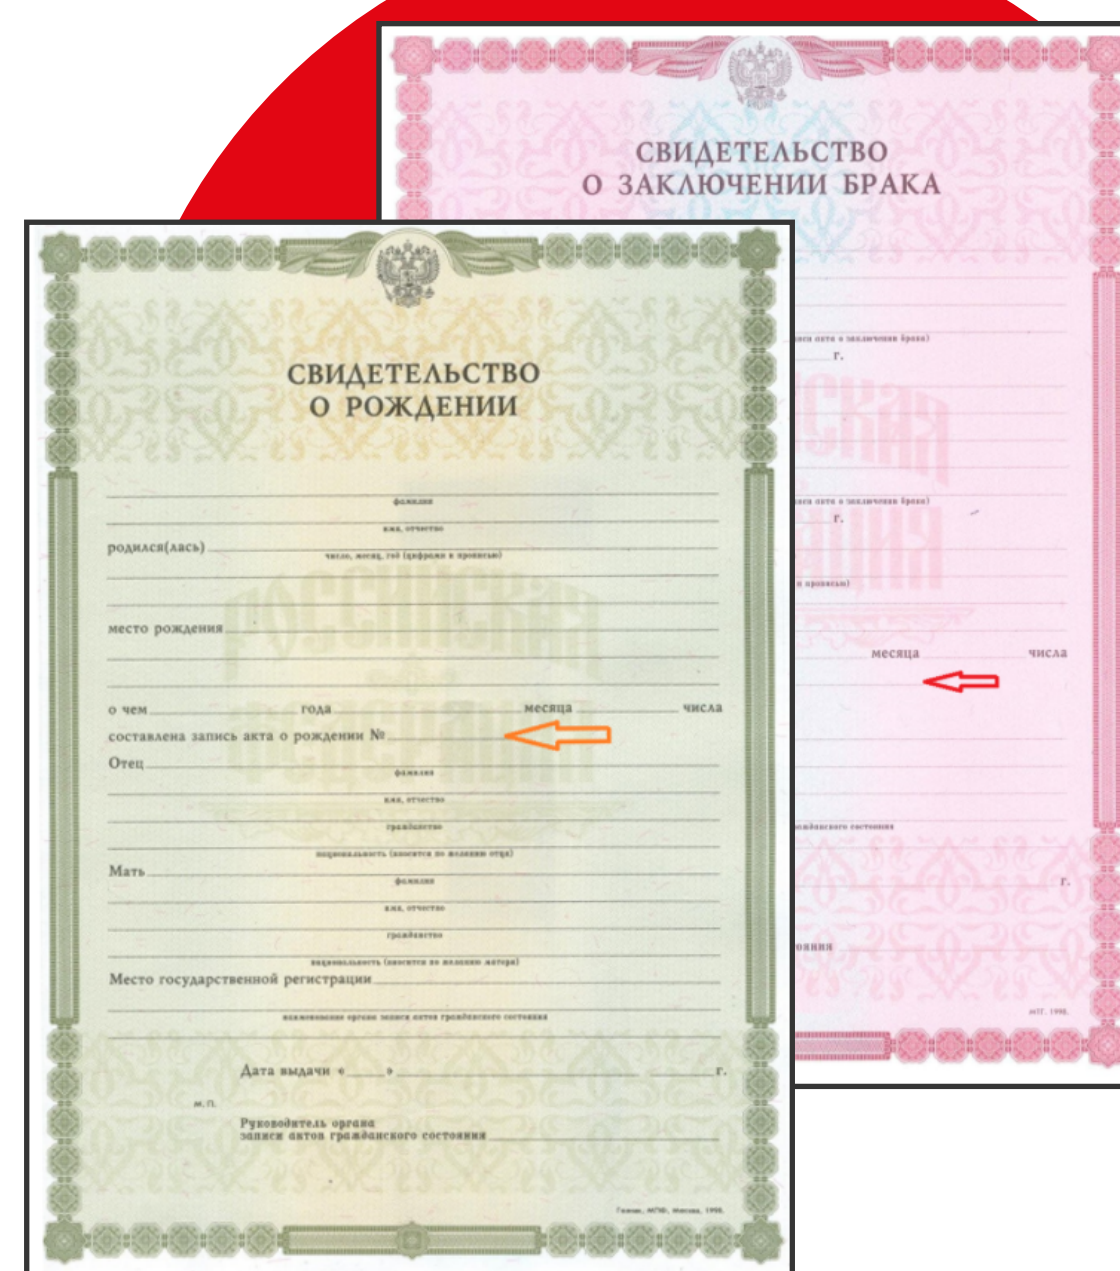 СВИДЕТЕЛЬСТВО
О ЗАКЛЮЧЕНИИ БРАКА
г.
г.
месяца числа
г.
СВИДЕТЕЛЬСТВО
О РОЖДЕНИИ
фамилия
имя, отчество
родился(лась)
число, месяц, год (цифрами и прописью)
РОССИЙСКАЯ
место рождения
о чем года месяца числа
составлена запись акта о рождении №
ФЕДЕРАЦИЯ
Отец
фамилия
имя, отчество
гражданство
национальность (вносится по желанию отца)
Мать
фамилия
имя, отчество
гражданство
национальность (вносится по желанию матери)
Место государственной регистрации
наименование органа записи актов гражданского состояния
Дата выдачи « » г.
М.П.
Руководитель органа
записи актов гражданского состояния